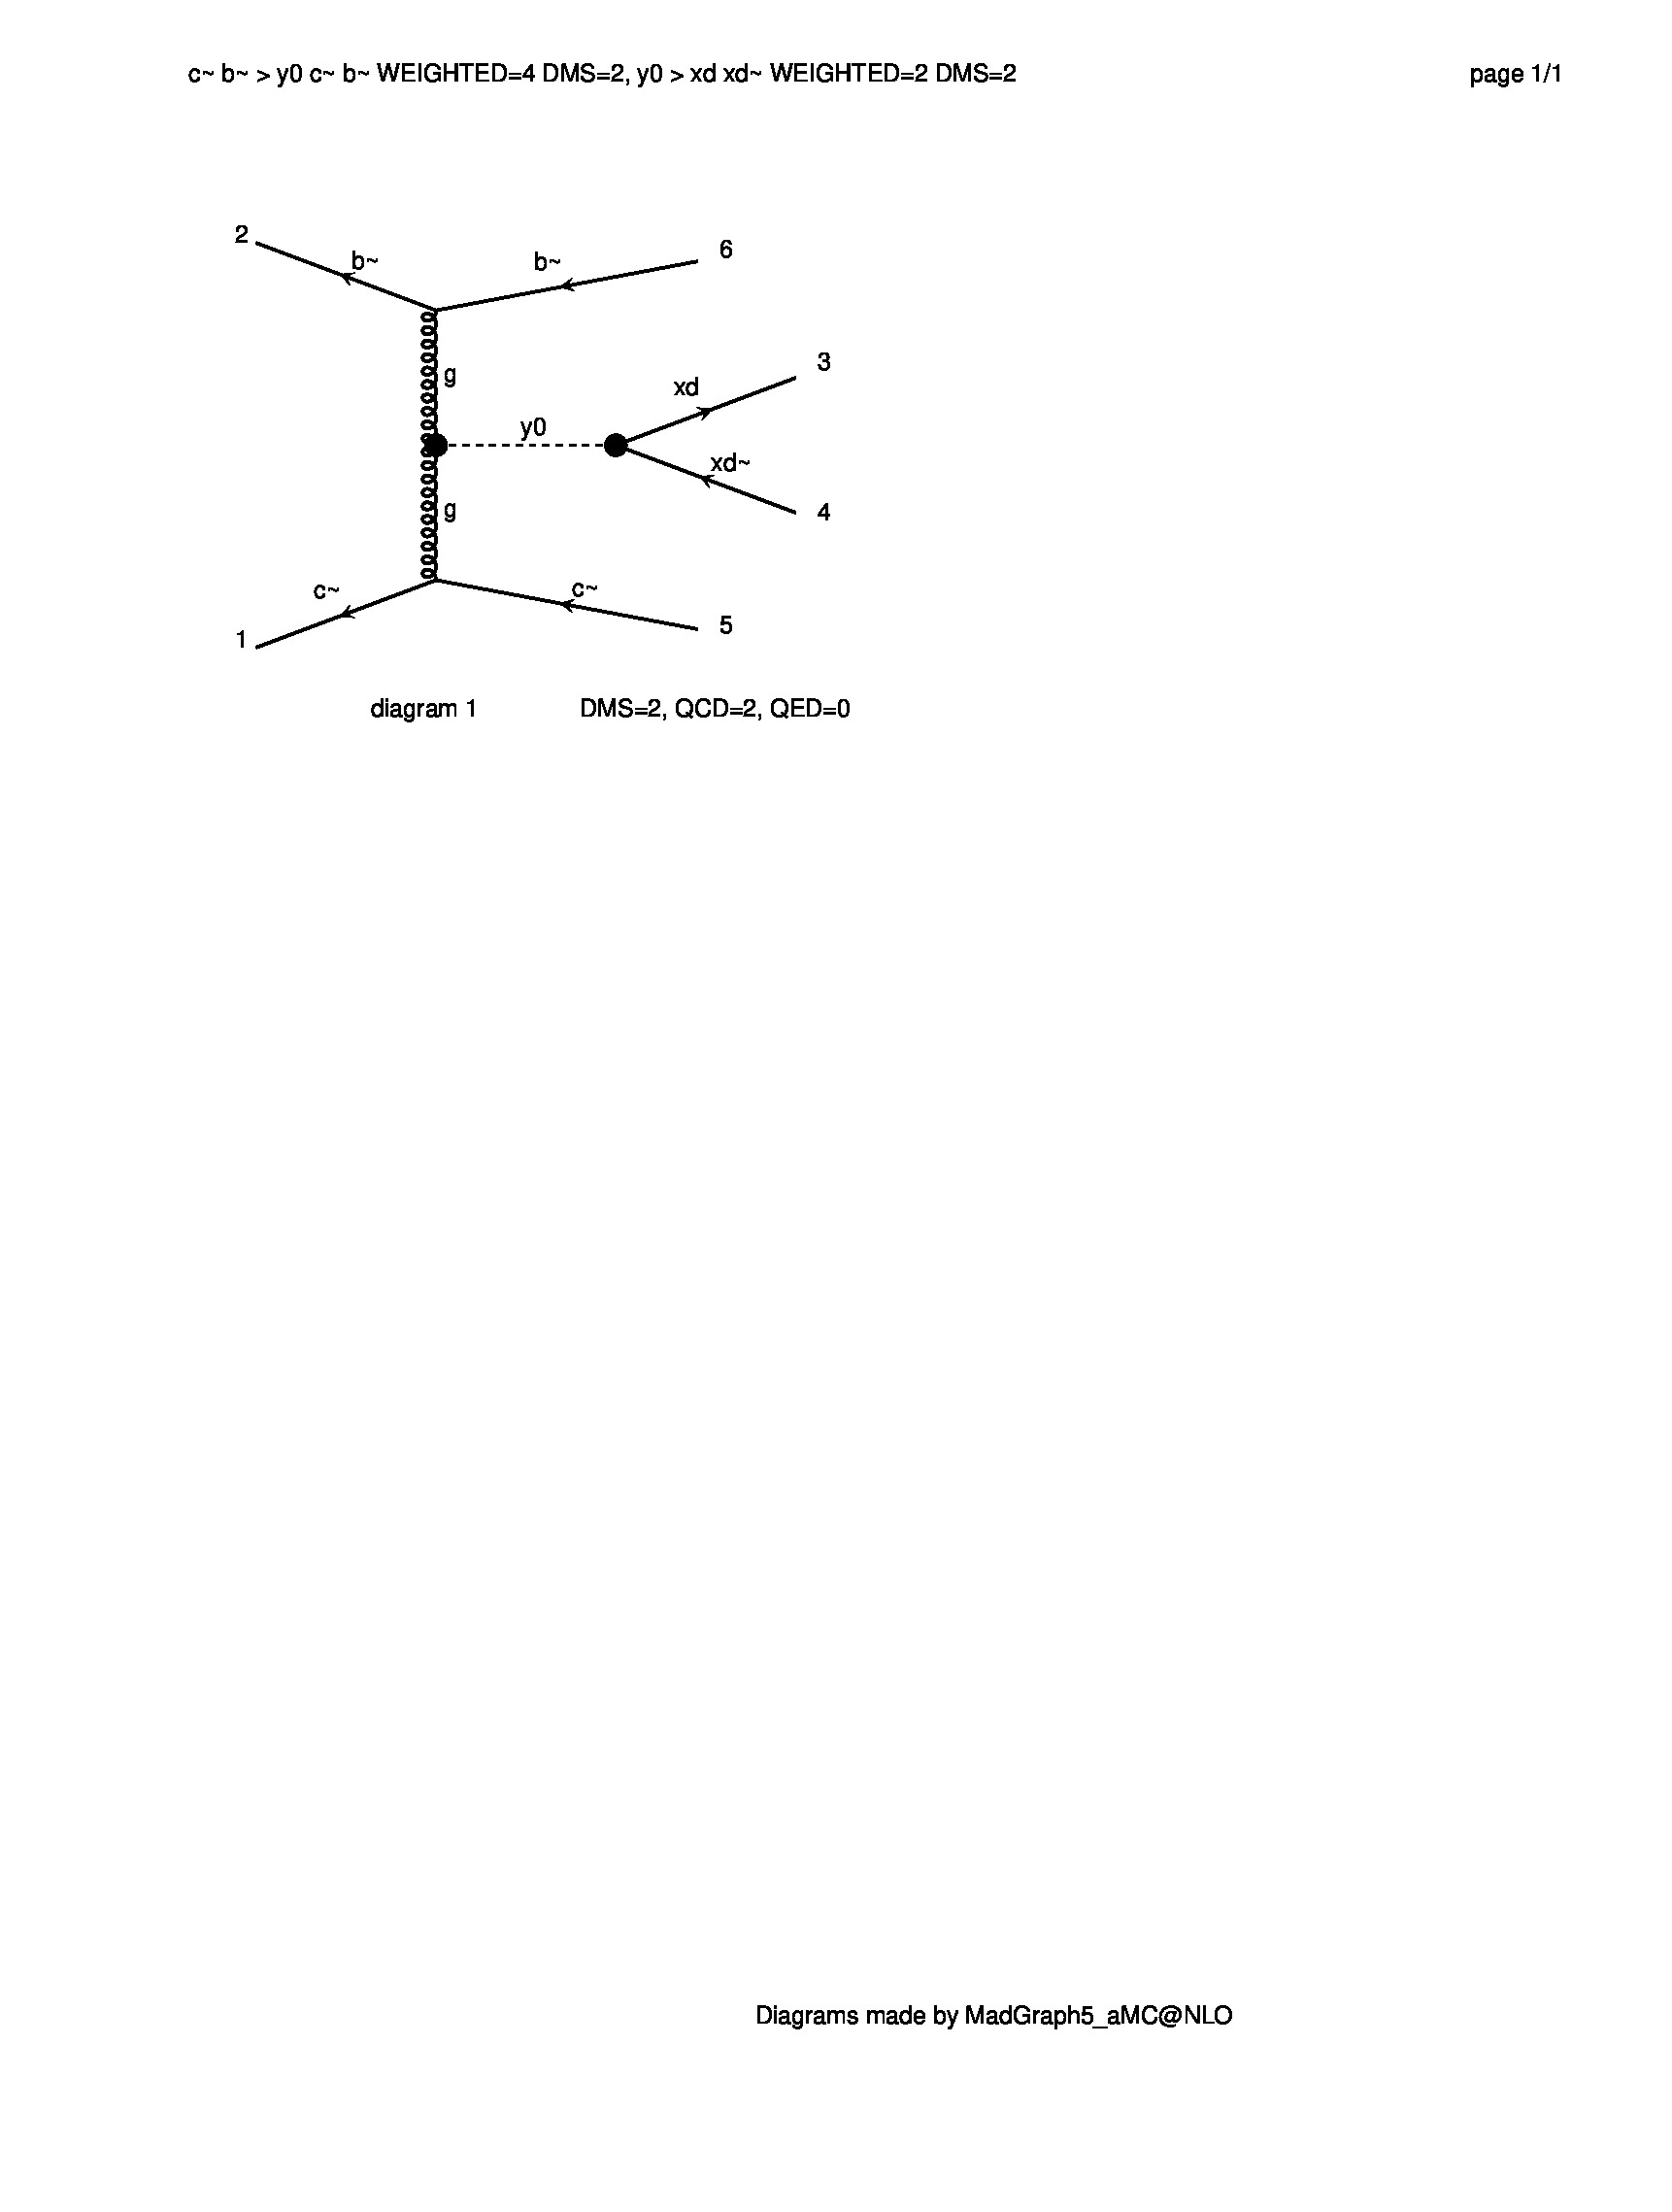 c~ b~ > y0 c~ b~ WEIGHTED=4 DMS=2, y0 > xd xd~ WEIGHTED=2 DMS=2
page 1/1
2
b~
b~
6
g
3
xd
y0
xd~
g
4
c~
c~
1
5
diagram 1
DMS=2, QCD=2, QED=0
Diagrams made by MadGraph5_aMC@NLO